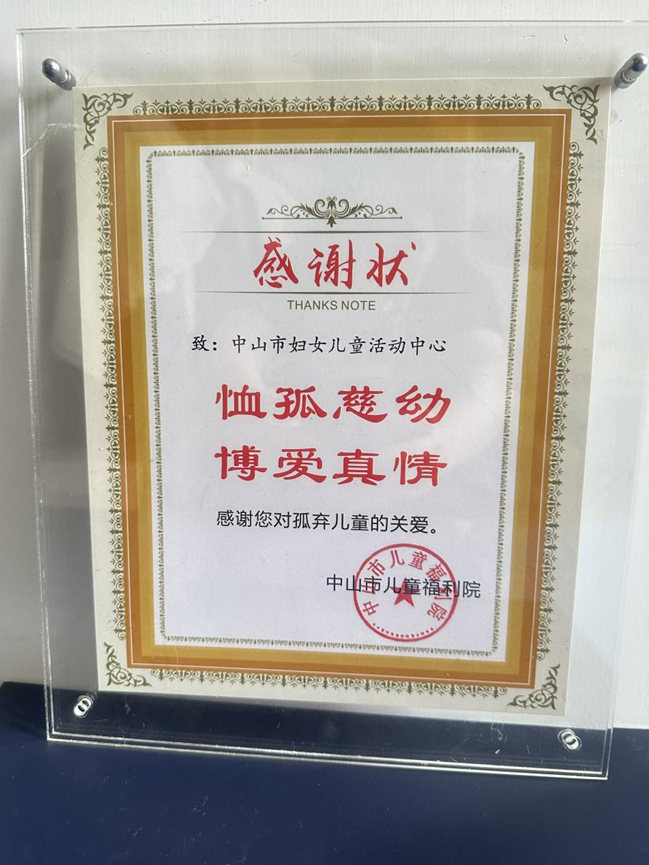 感谢状
THANKS NOTE
致：中山市妇女儿童活动中心
恤孤慈幼
博爱真情
感谢您对孤弃儿童的关爱。
中山市儿童福利院
中山市儿童福利院